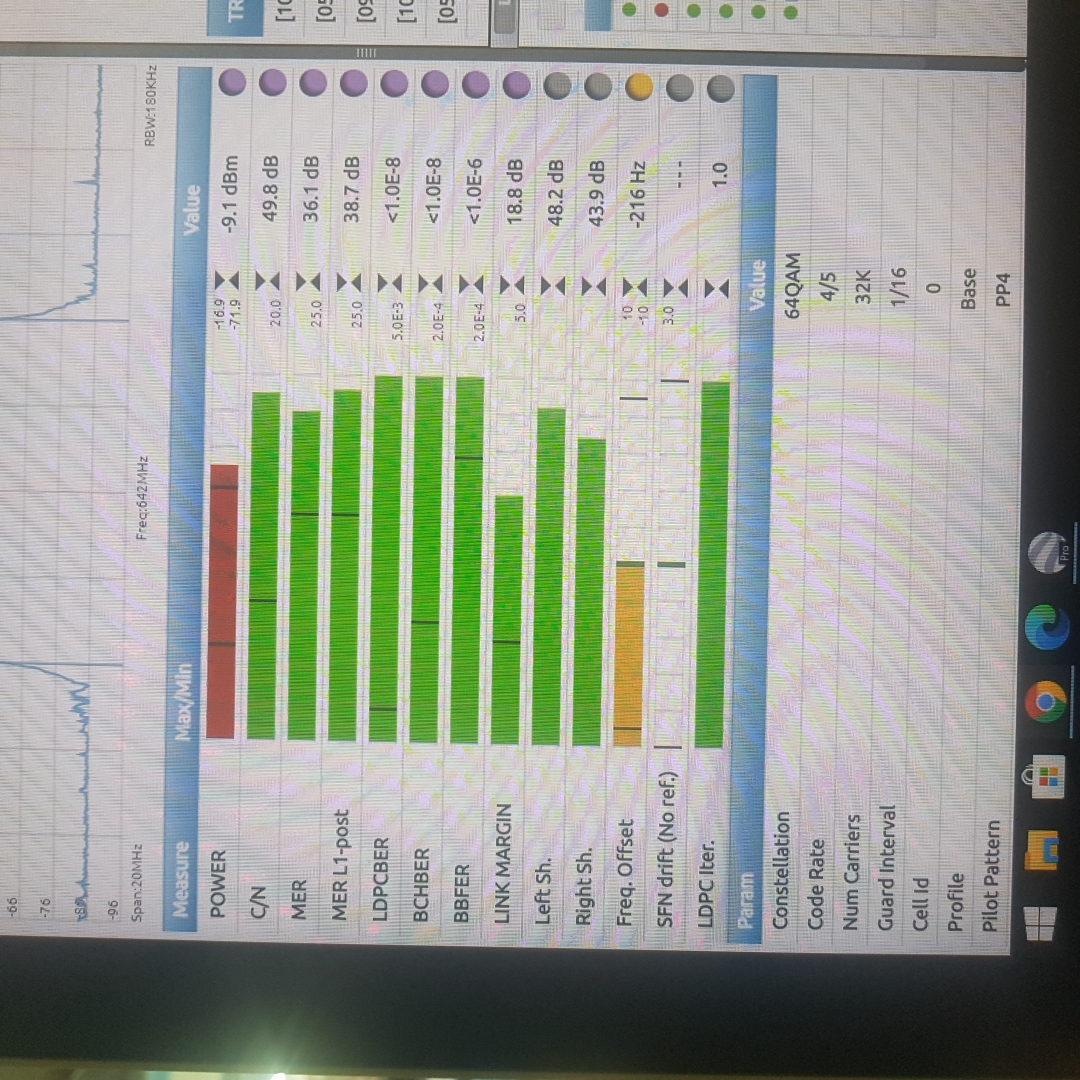 -66
-76
-96
Span:20MHz Freq:642MHz RBW:180KHz
Measure Max/Min Value
POWER -16.9 -71.9 -9.1 dBm
C/N 20.0 49.8 dB
MER 25.0 36.1 dB
MER L1-post 25.0 38.7 dB
LDPCBER 5.0E-3 <1.0E-8
BCHBER 2.0E-4 <1.0E-8
BBFER 2.0E-4 <1.0E-6
LINK MARGIN 5.0 18.8 dB
Left Sh. 48.2 dB
Right Sh. 43.9 dB
Freq. Offset 10 -10 -216 Hz
SFN drift (No ref.) 3.0 ---
LDPC Iter. 1.0
Param Value
Constellation 64QAM
Code Rate 4/5
Num Carriers 32K
Guard Interval 1/16
Cell Id 0
Profile Base
Pilot Pattern PP4
TR
[10
[05
[09
[10
[05
Pro